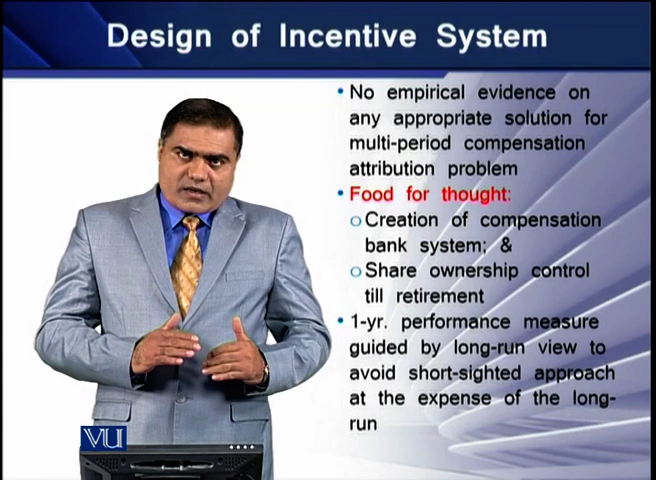 Design of Incentive System
• No empirical evidence on
any appropriate solution for
multi-period compensation
attribution problem
• Food for thought:
o Creation of compensation
bank system; &
o Share ownership control
till retirement
• 1-yr. performance measure
guided by long-run view to
avoid short-sighted approach
at the expense of the long-
run
VU